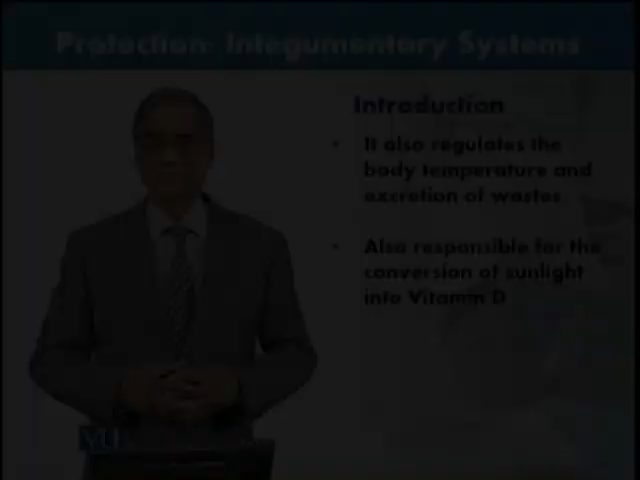 Protection: Integumentary Systems
Introduction
• It also regulates the
body temperature and
excretion of wastes
• Also responsible for the
conversion of sunlight
into Vitamin D
VU